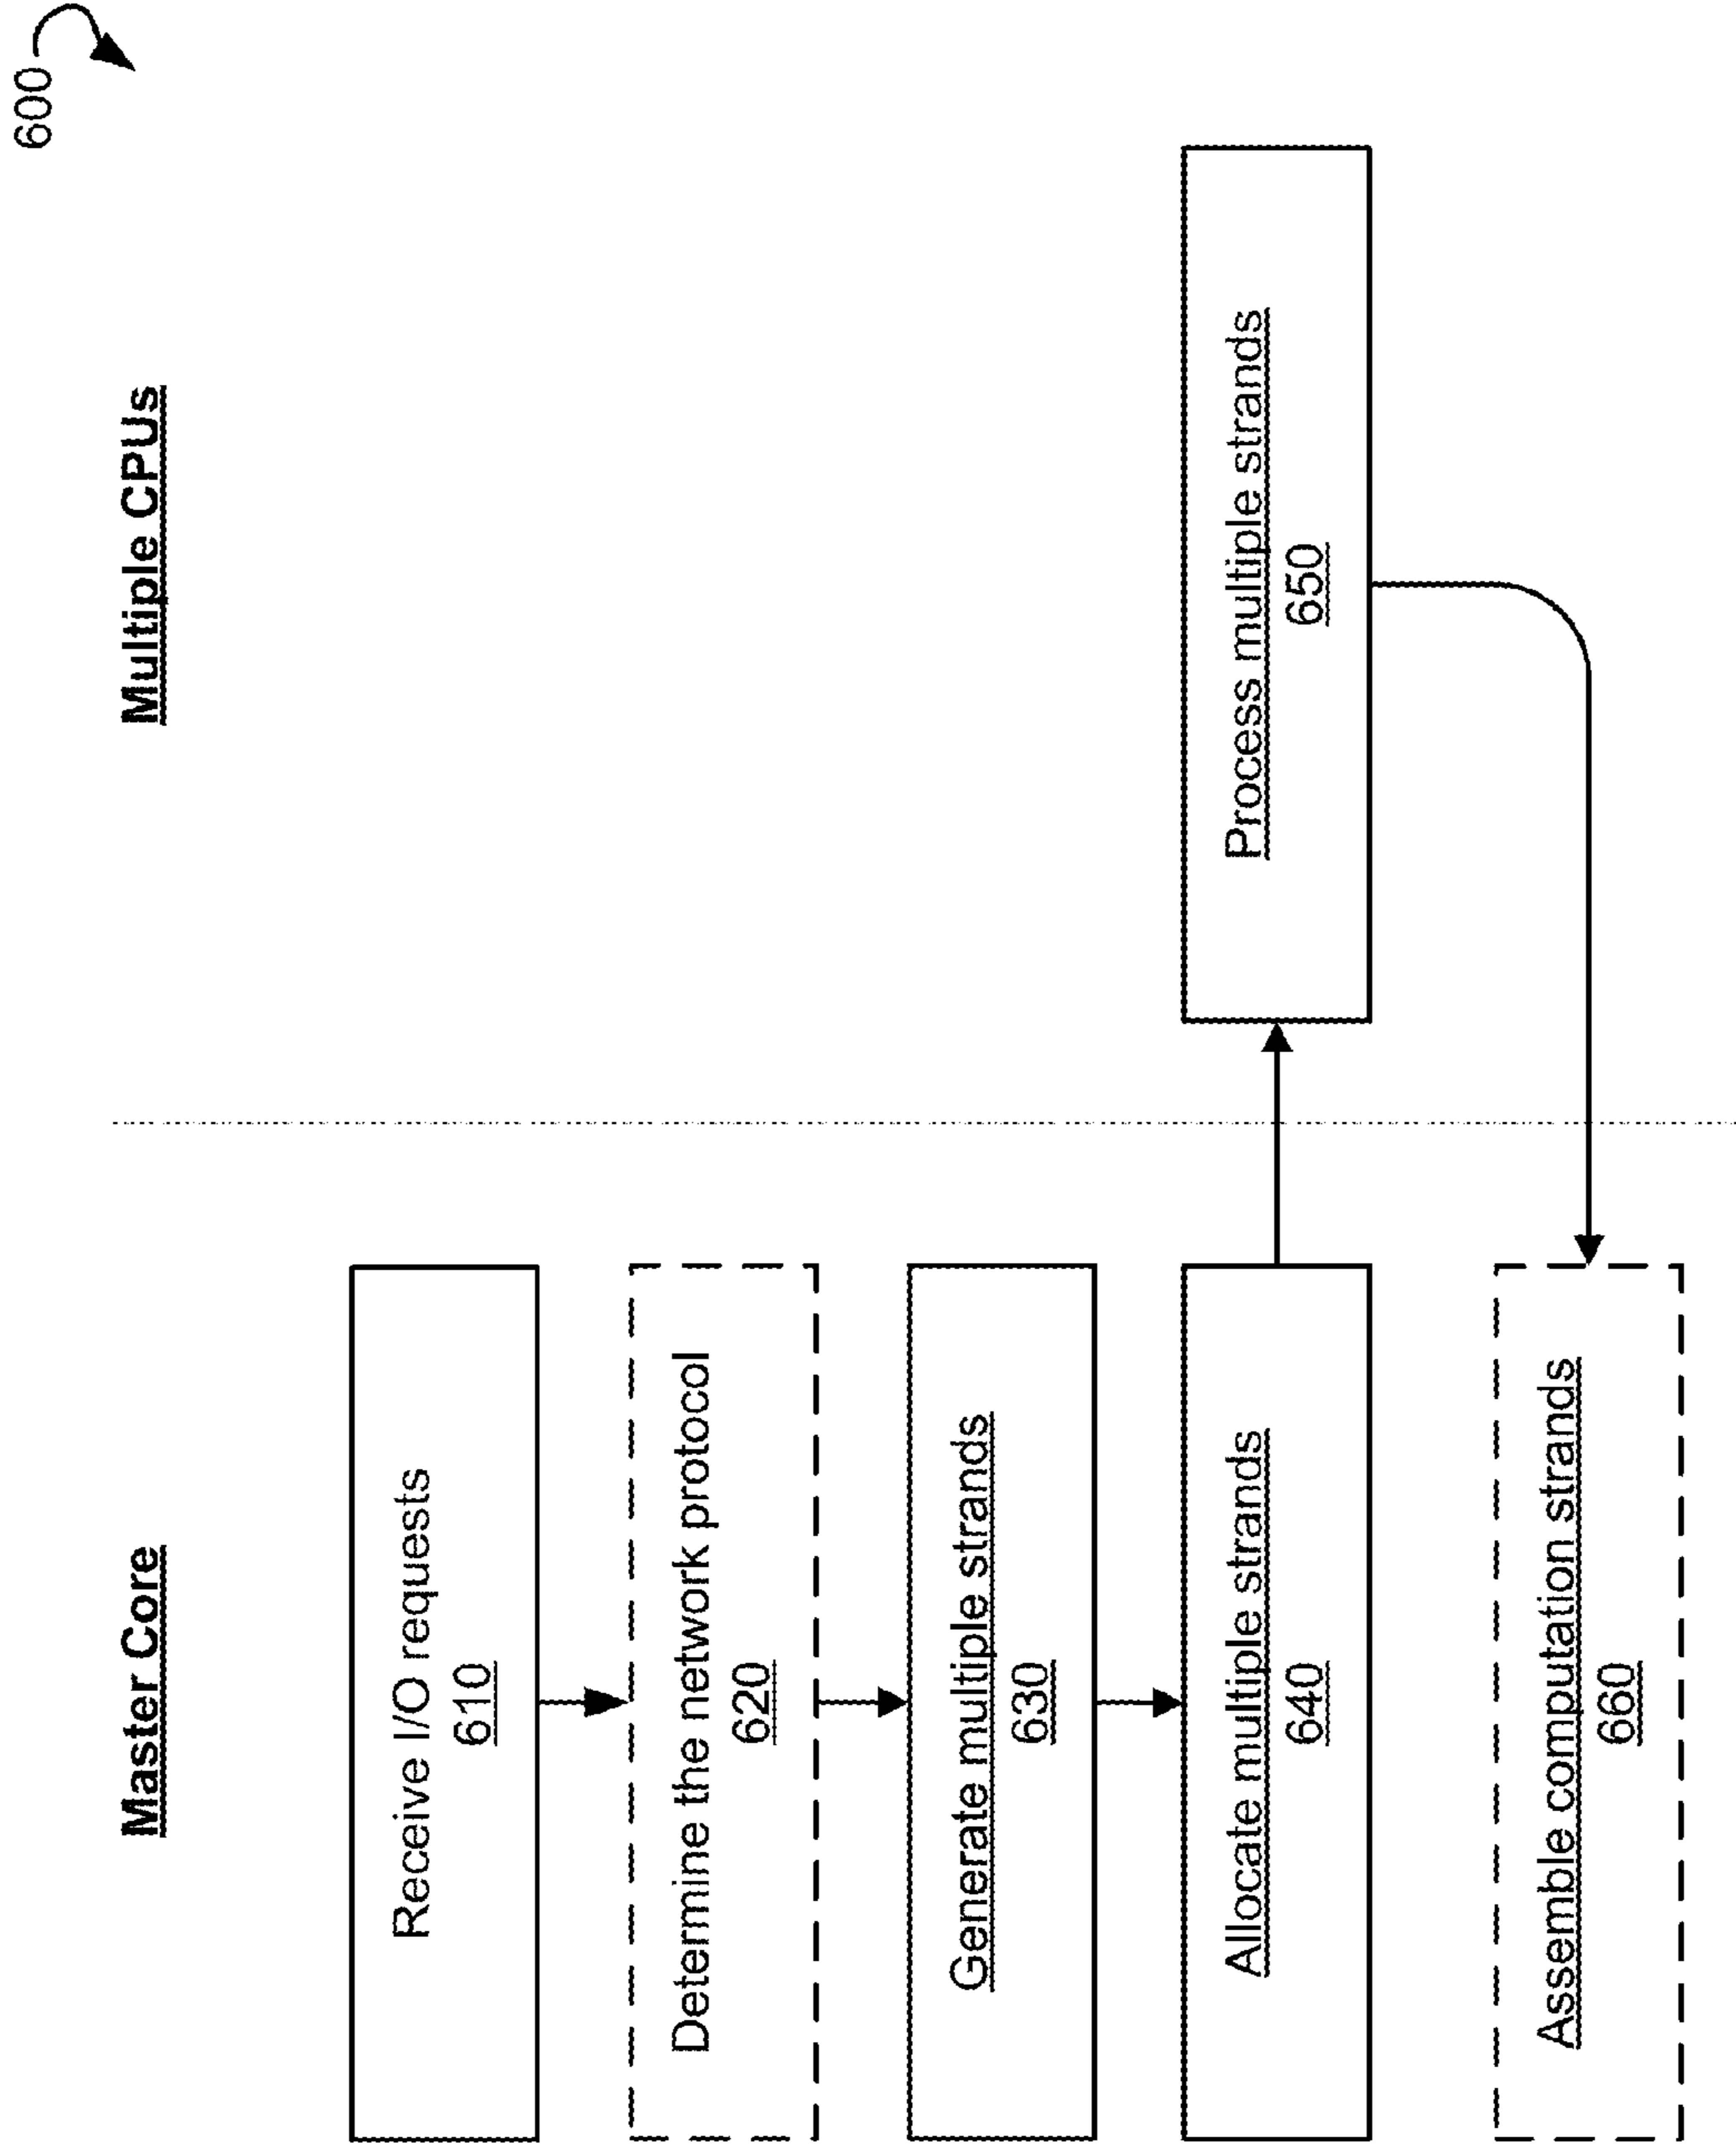 600
Master Core
Multiple CPUs
Receive I/O requests
610
Determine the network protocol
620
Generate multiple strands
630
Allocate multiple strands
640
Process multiple strands
650
Assemble computation strands
660